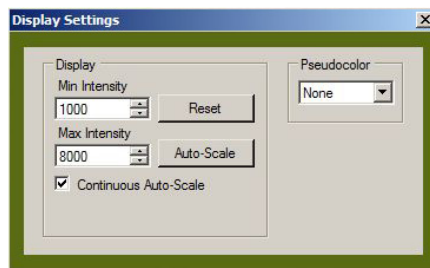 Display Settings
Display
Min Intensity
1000
Reset
Max Intensity
8000
Auto-Scale
Continuous Auto-Scale
Pseudocolor
None